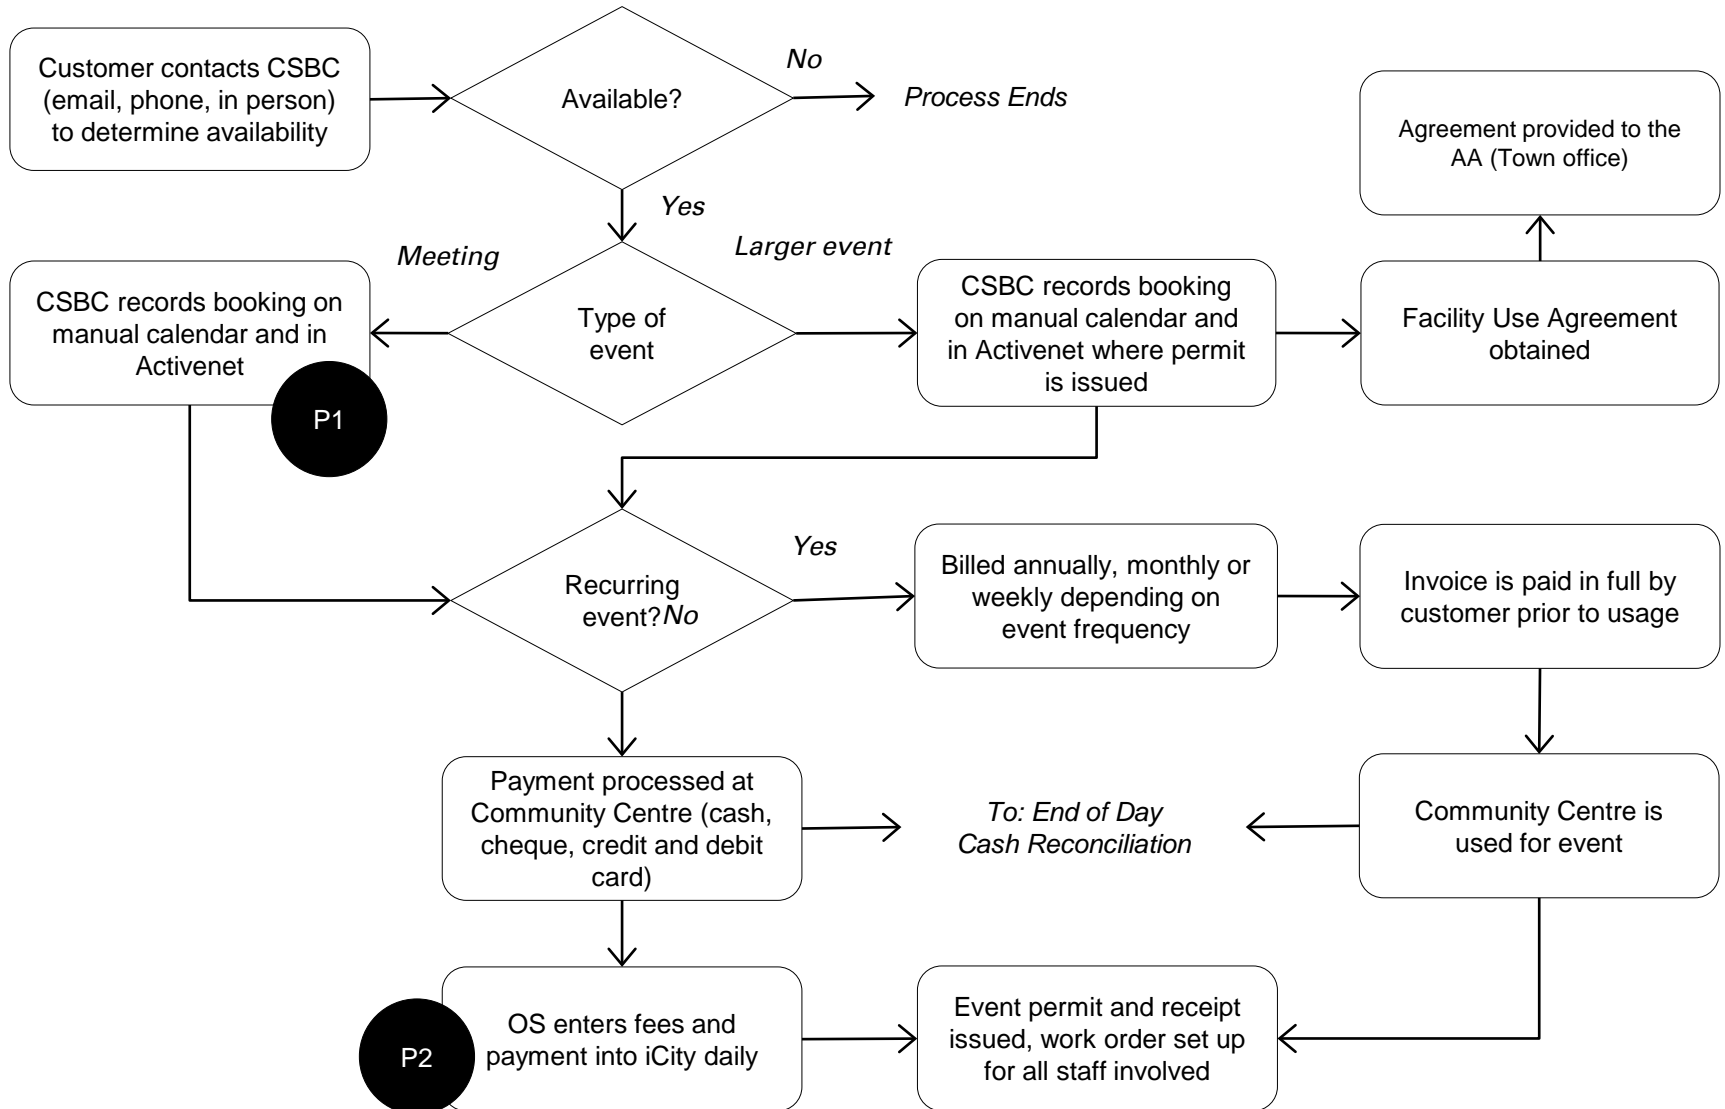 Customer contacts CSBC
(email, phone, in person)
to determine availability
Available?
No
Process Ends
Agreement provided to the
AA (Town office)
Yes
Meeting
Larger event
CSBC records booking on
manual calendar and in
Activenet
P1
Type of
event
CSBC records booking
on manual calendar and
in Activenet where permit
is issued
Facility Use Agreement
obtained
Recurring
event?
No
Yes
Billed annually, monthly or
weekly depending on
event frequency
Invoice is paid in full by
customer prior to usage
Payment processed at
Community Centre (cash,
cheque, credit and debit
card)
To: End of Day
Cash Reconciliation
Community Centre is
used for event
P2
OS enters fees and
payment into iCity daily
Event permit and receipt
issued, work order set up
for all staff involved